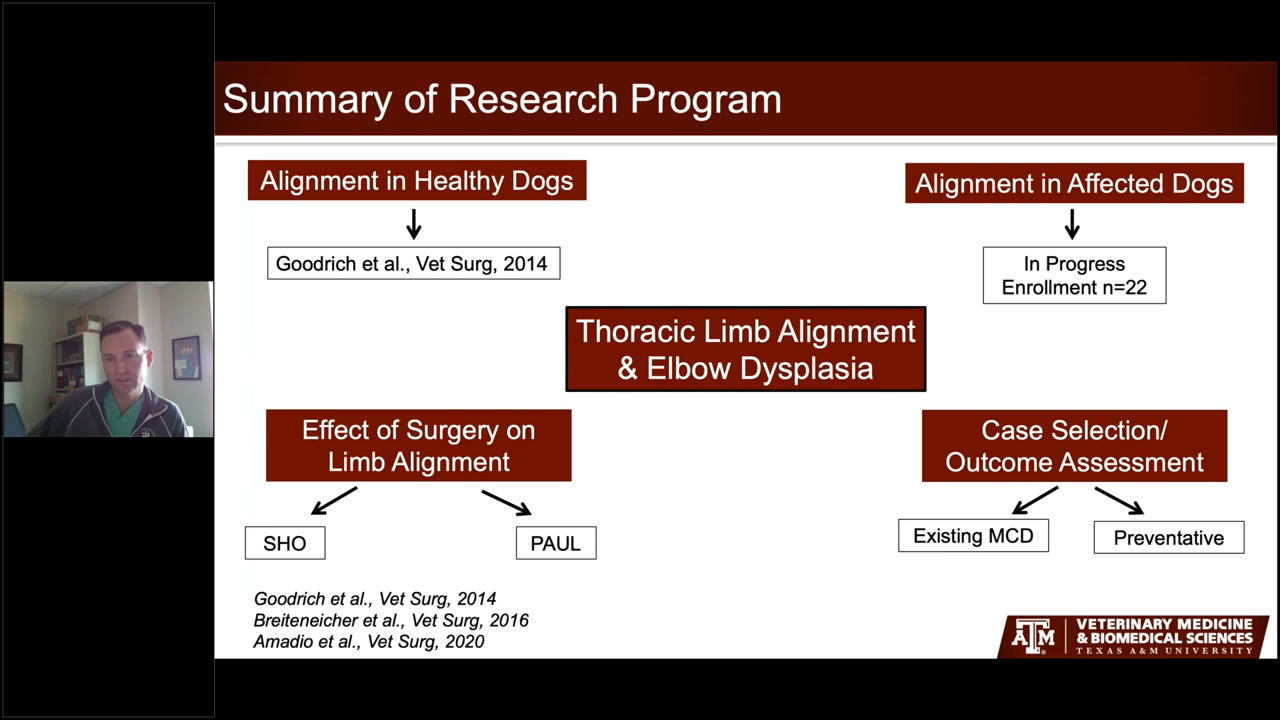 Summary of Research Program
Alignment in Healthy Dogs
Alignment in Affected Dogs
Goodrich et al., Vet Surg, 2014
In Progress
Enrollment n=22
Thoracic Limb Alignment
& Elbow Dysplasia
Effect of Surgery on
Limb Alignment
Case Selection/
Outcome Assessment
SHO
PAUL
Existing MCD
Preventative
Goodrich et al., Vet Surg, 2014
Breiteneicher et al., Vet Surg, 2016
Amadio et al., Vet Surg, 2020
ATM
VETERINARY MEDICINE
& BIOMEDICAL SCIENCES
TEXAS A&M UNIVERSITY